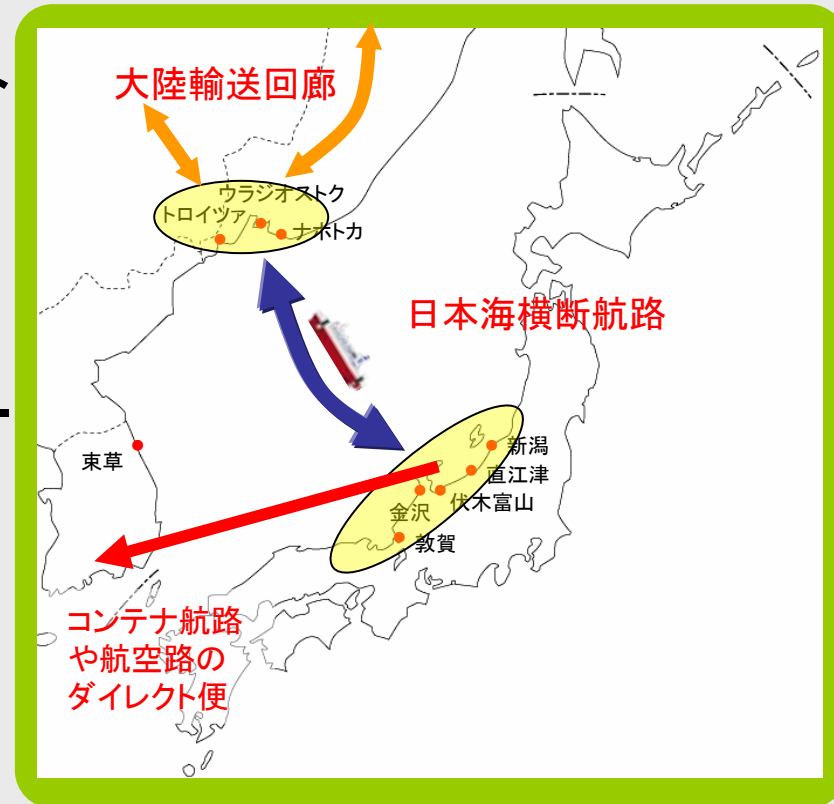 大陸輸送回廊
ウラジオストク
トロイツァ
ナホトカ
日本海横断航路
束草
新潟
直江津
伏木富山
金沢
敦賀
コンテナ航路
や航空路の
ダイレクト便